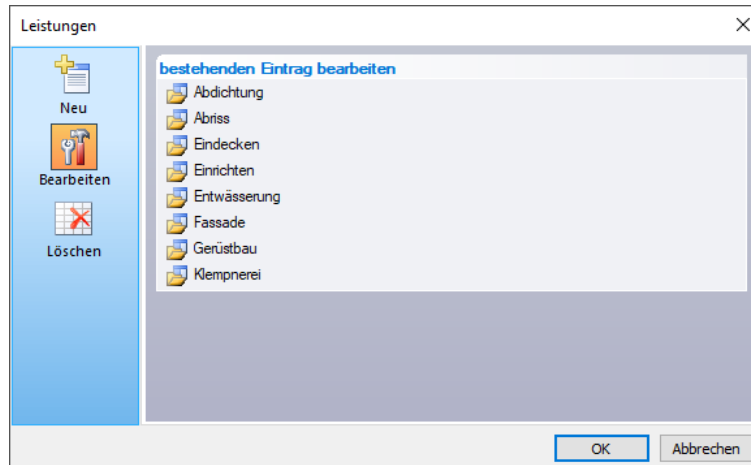 Leistungen
Neu
Bearbeiten
Löschen
bestehenden Eintrag bearbeiten
Abdichtung
Abriss
Eindecken
Einrichten
Entwässerung
Fassade
Gerüstbau
Klempnerei
OK
Abbrechen